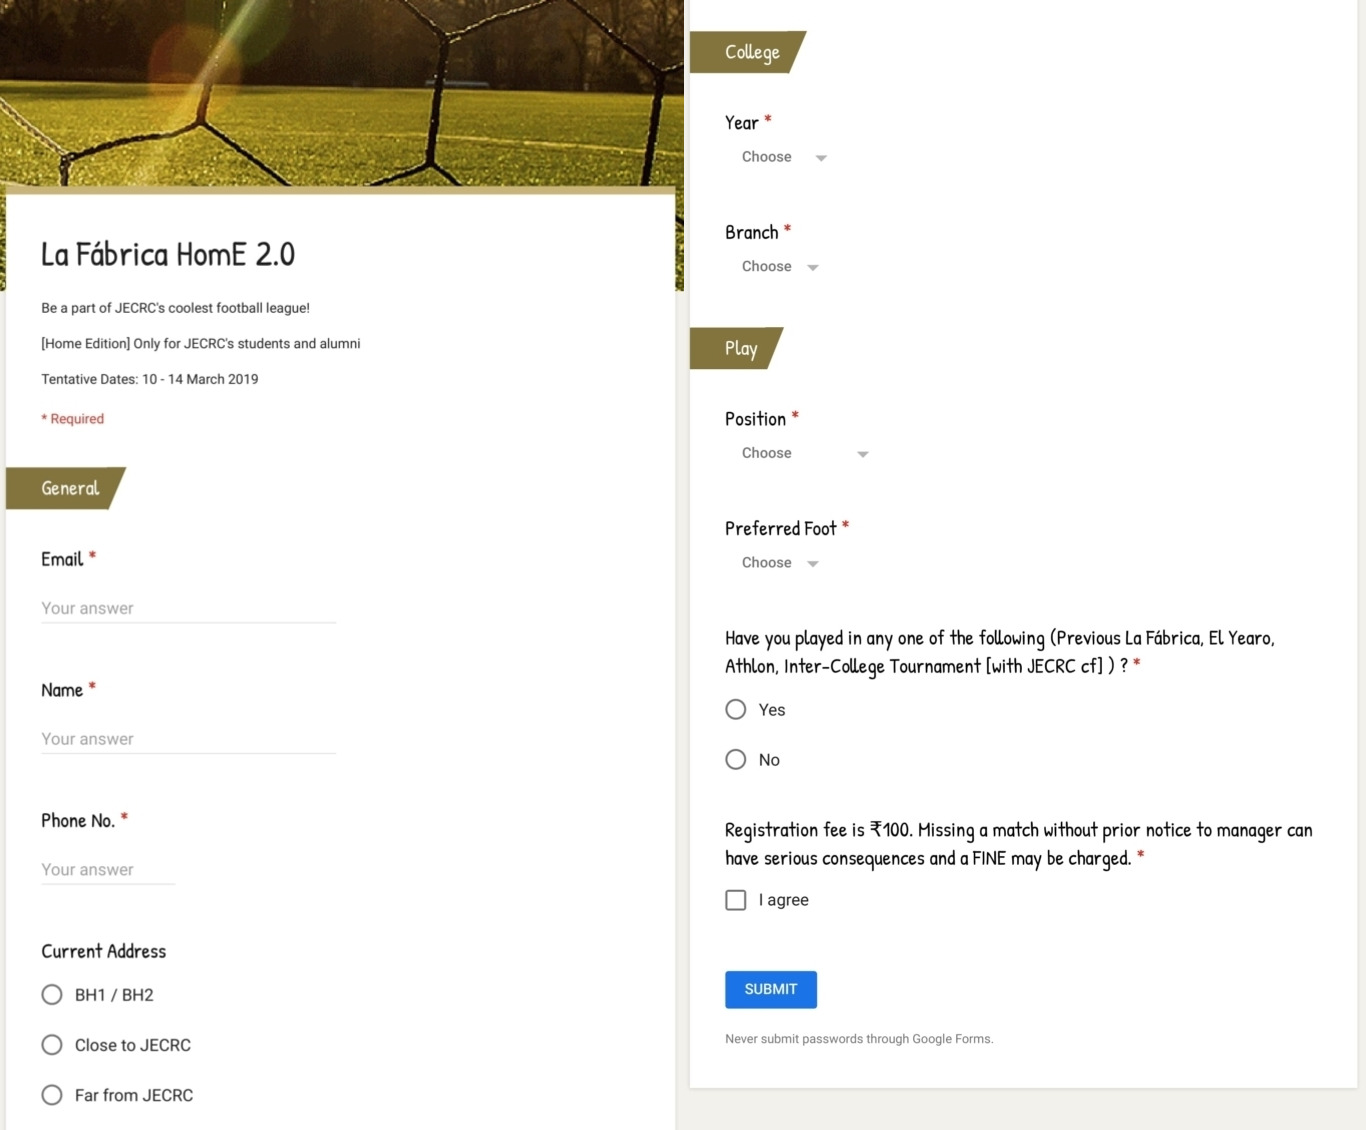 La Fábrica HomE 2.0
Be a part of JECRC's coolest football league!
[Home Edition] Only for JECRC's students and alumni
Tentative Dates: 10 - 14 March 2019
* Required
General
Email *
Your answer
Name *
Your answer
Phone No. *
Your answer
Current Address
BH1 / BH2
Close to JECRC
Far from JECRC
College
Year *
Choose
Branch *
Choose
Play
Position *
Choose
Preferred Foot *
Choose
Have you played in any one of the following (Previous La Fábrica, El Yearo,
Athlon, Inter-College Tournament [with JECRC cf] ) ? *
Yes
No
Registration fee is ₹100. Missing a match without prior notice to manager can
have serious consequences and a FINE may be charged. *
I agree
SUBMIT
Never submit passwords through Google Forms.